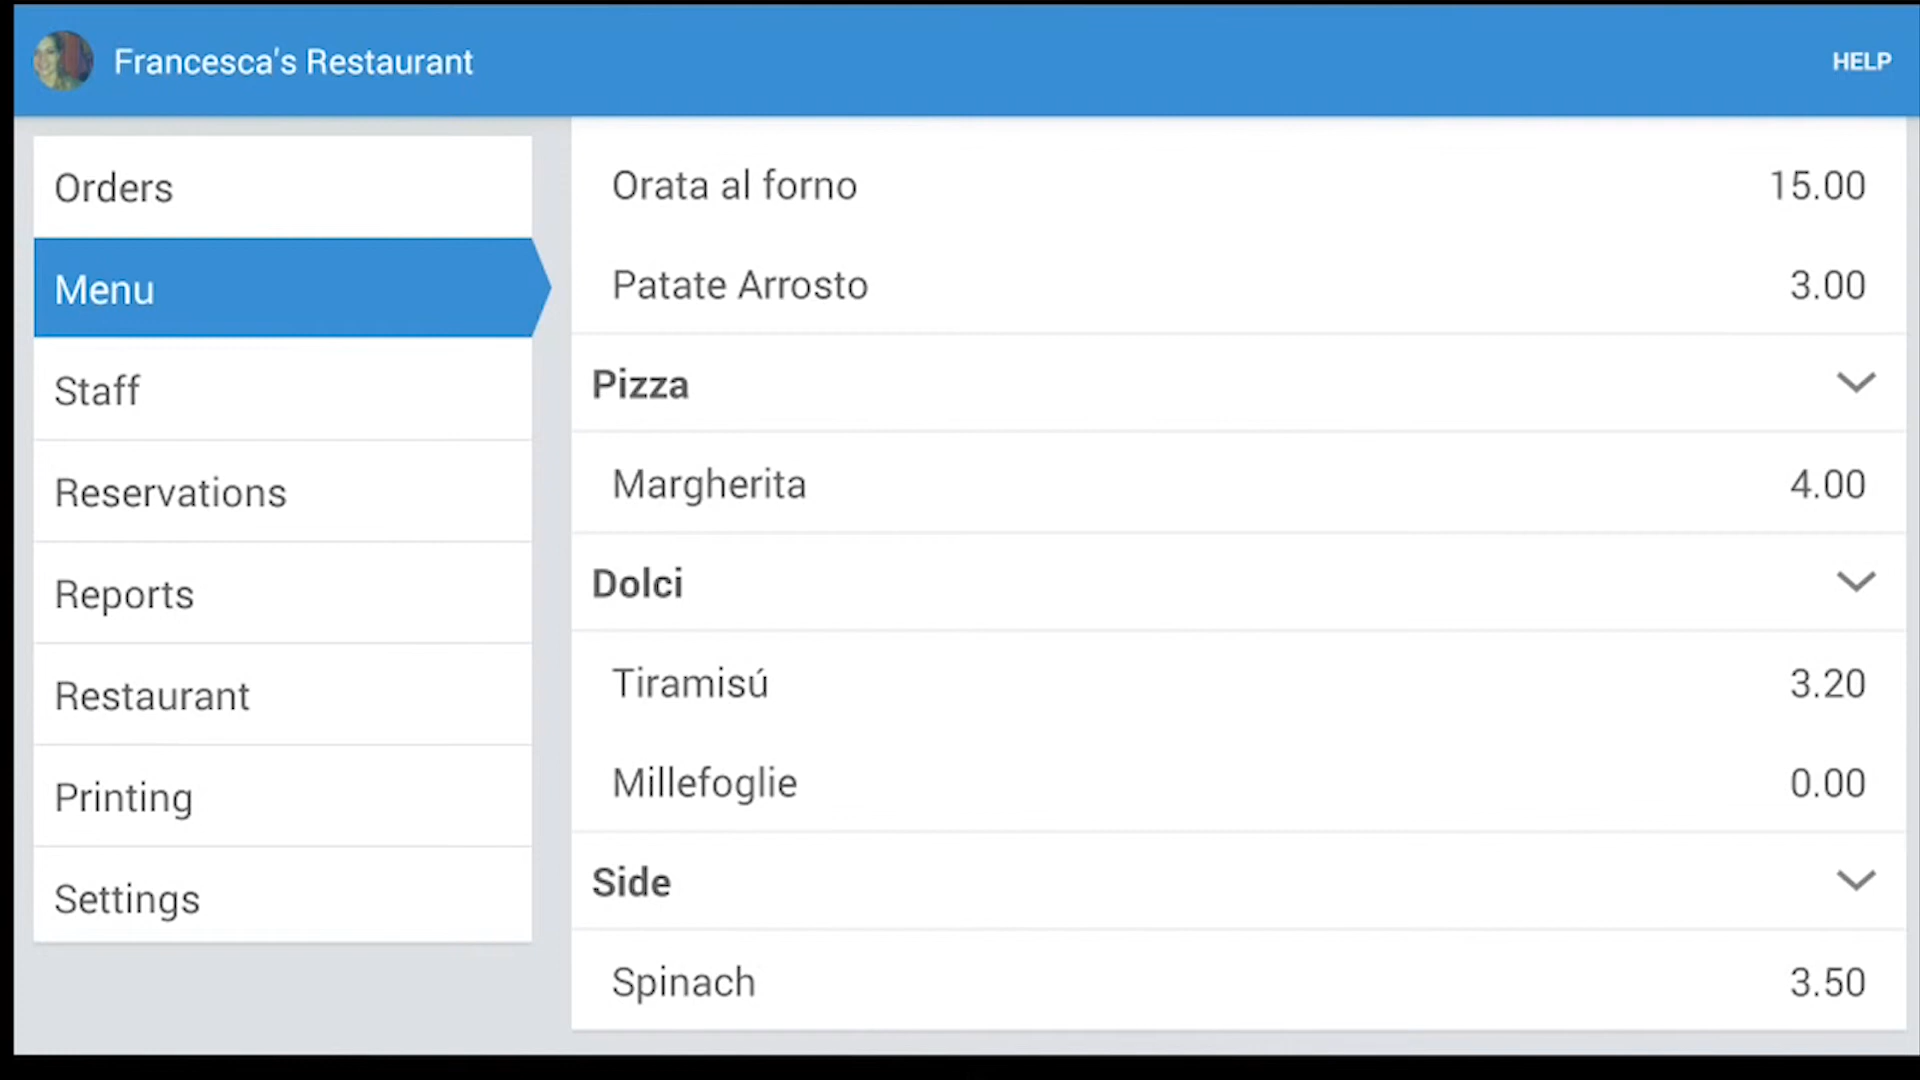 Francesca's Restaurant
HELP
Orders
Menu
Staff
Reservations
Reports
Restaurant
Printing
Settings
Orata al forno 15.00
Patate Arrosto 3.00
Pizza
Margherita 4.00
Dolci
Tiramisú 3.20
Millefoglie 0.00
Side
Spinach 3.50